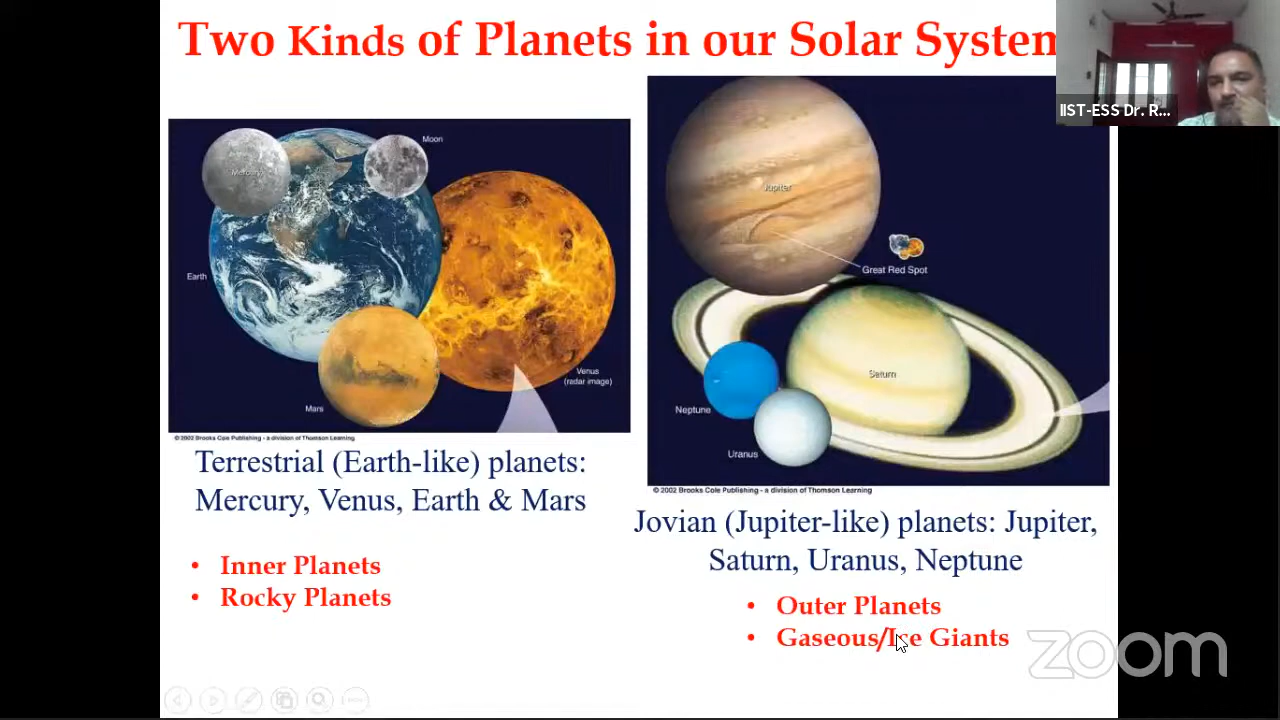 Two Kinds of Planets in our Solar System
IIST-ESS Dr. R...
Moon
Mercury
Earth
Venus
(radar image)
Mars
© 2002 Brooks Cole Publishing - a division of Thomson Learning
Terrestrial (Earth-like) planets:
Mercury, Venus, Earth & Mars
• Inner Planets
• Rocky Planets
Jupiter
Great Red Spot
Saturn
Neptune
Uranus
© 2002 Brooks Cole Publishing - a division of Thomson Learning
Jovian (Jupiter-like) planets: Jupiter,
Saturn, Uranus, Neptune
• Outer Planets
• Gaseous/Ice Giants
zoom